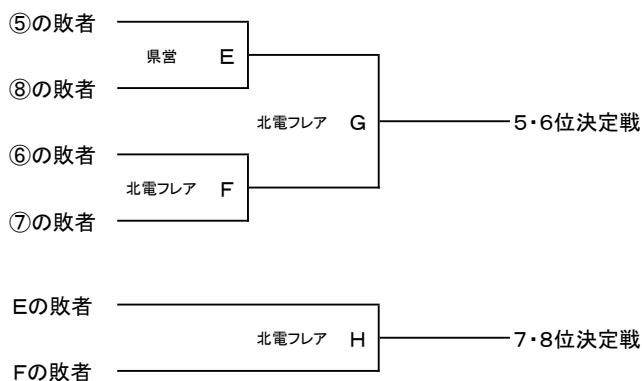 ⑤の敗者
県営 E
⑧の敗者
北電フレア G
5・6位決定戦
⑥の敗者
北電フレア F
⑦の敗者
Eの敗者
北電フレア H
7・8位決定戦
Fの敗者